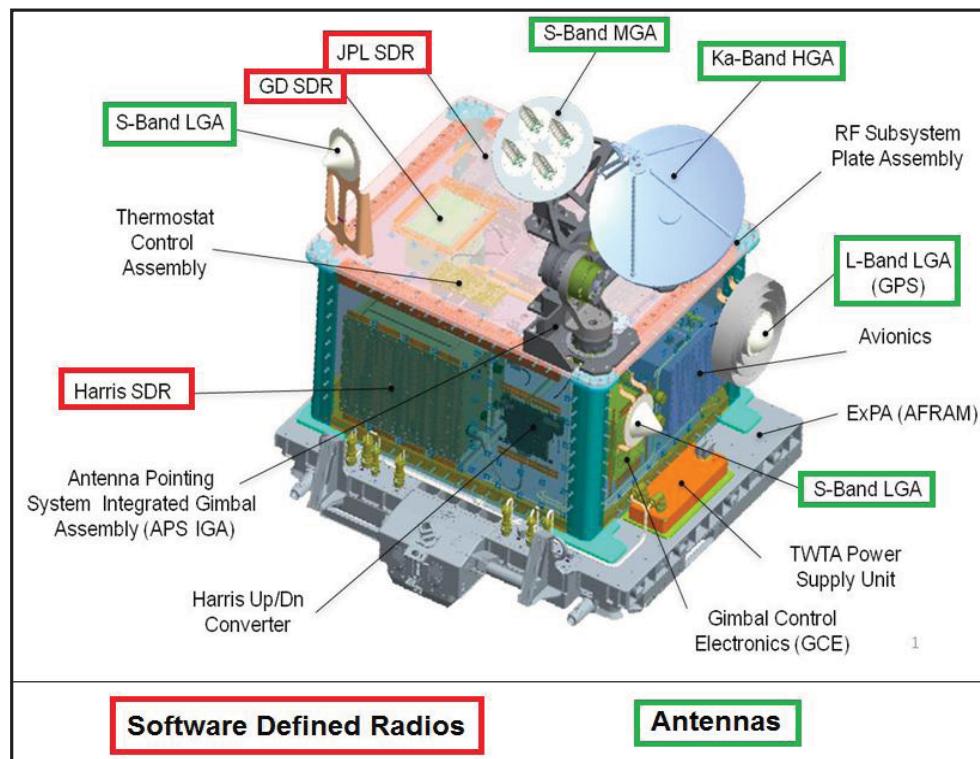 S-Band MGA
JPL SDR
Ka-Band HGA
GD SDR
S-Band LGA
RF Subsystem
Plate Assembly
Thermostat
Control
Assembly
L-Band LGA
(GPS)
Avionics
Harris SDR
ExPA (AFRAM)
Antenna Pointing
System Integrated Gimbal
Assembly (APS IGA)
S-Band LGA
TWTA Power
Supply Unit
Harris Up/Dn
Converter
Gimbal Control
Electronics (GCE)
1
Software Defined Radios
Antennas